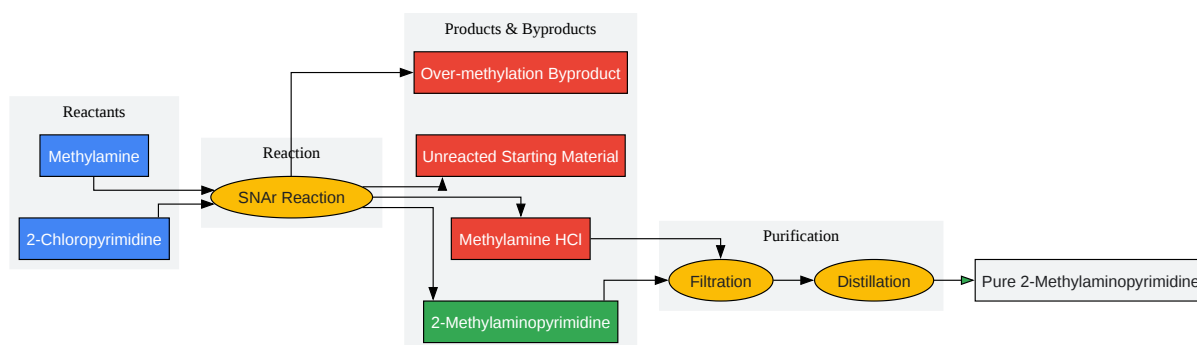 Products & Byproducts
Over-methylation Byproduct
Reactants
Methylamine
Reaction
Unreacted Starting Material
SNAr Reaction
2-Chloropyrimidine
Methylamine HCl
Purification
Filtration
Distillation
Pure 2-Methylaminopyrimidine
2-Methylaminopyrimidine